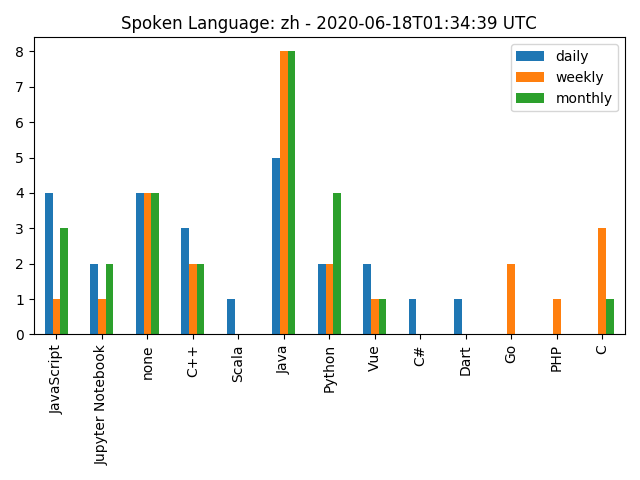 Spoken Language: zh - 2020-06-18T01:34:39 UTC
daily
weekly
monthly
8
7
6
5
4
3
2
1
0
JavaScript
Jupyter Notebook
none
C++
Scala
Java
Python
Vue
C#
Dart
Go
PHP
C